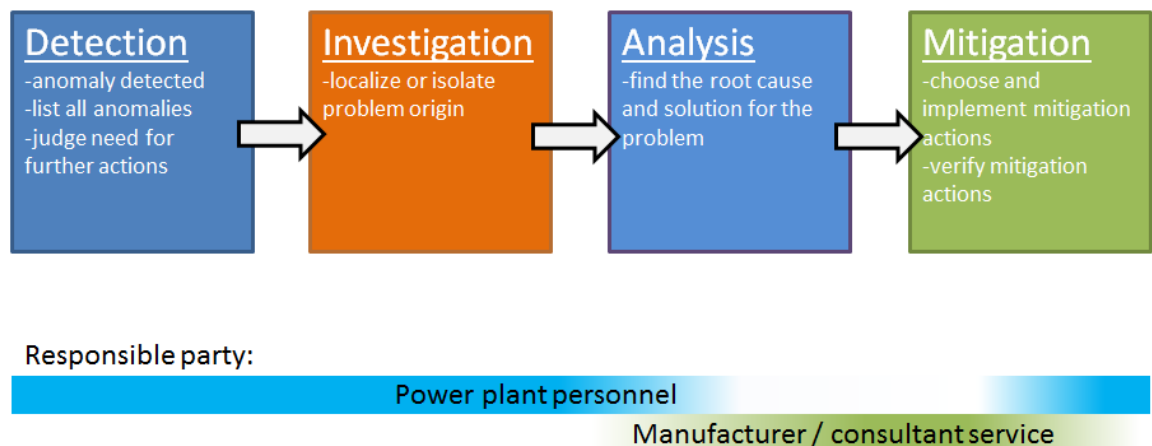 Detection
-anomaly detected
-list all anomalies
-judge need for
further actions
Investigation
-localize or isolate
problem origin
Analysis
-find the root cause
and solution for the
problem
Mitigation
-choose and
implement mitigation
actions
-verify mitigation
actions
Responsible party:
Power plant personnel
Manufacturer / consultant service